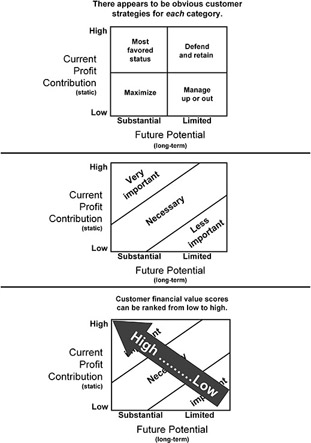 There appears to be obvious customer
strategies for each category.
High
Most
favored
status
Defend
and retain
Current
Profit
Contribution
(static)
Maximize
Manage
up or out
Low
Substantial
Limited
Future Potential
(long-term)
High
Very
important
Current
Profit
Contribution
(static)
Necessary
Less
important
Low
Substantial
Limited
Future Potential
(long-term)
Customer financial value scores
can be ranked from low to high.
High
Current
Profit
Contribution
(static)
High ......... Low
Low
Substantial
Limited
Future Potential
(long-term)